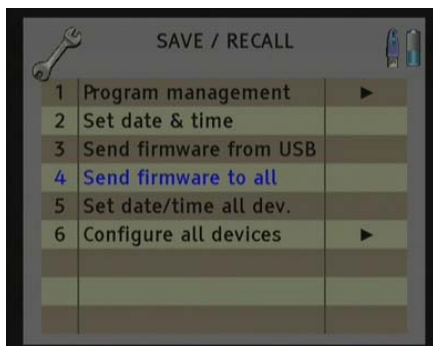 SAVE / RECALL
1 Program management ►
2 Set date & time
3 Send firmware from USB
4 Send firmware to all
5 Set date/time all dev.
6 Configure all devices ►